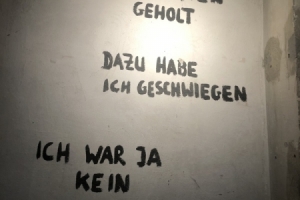 GEHOLT
DAZU HABE
ICH GESCHWIEGEN
ICH WAR JA
KEIN